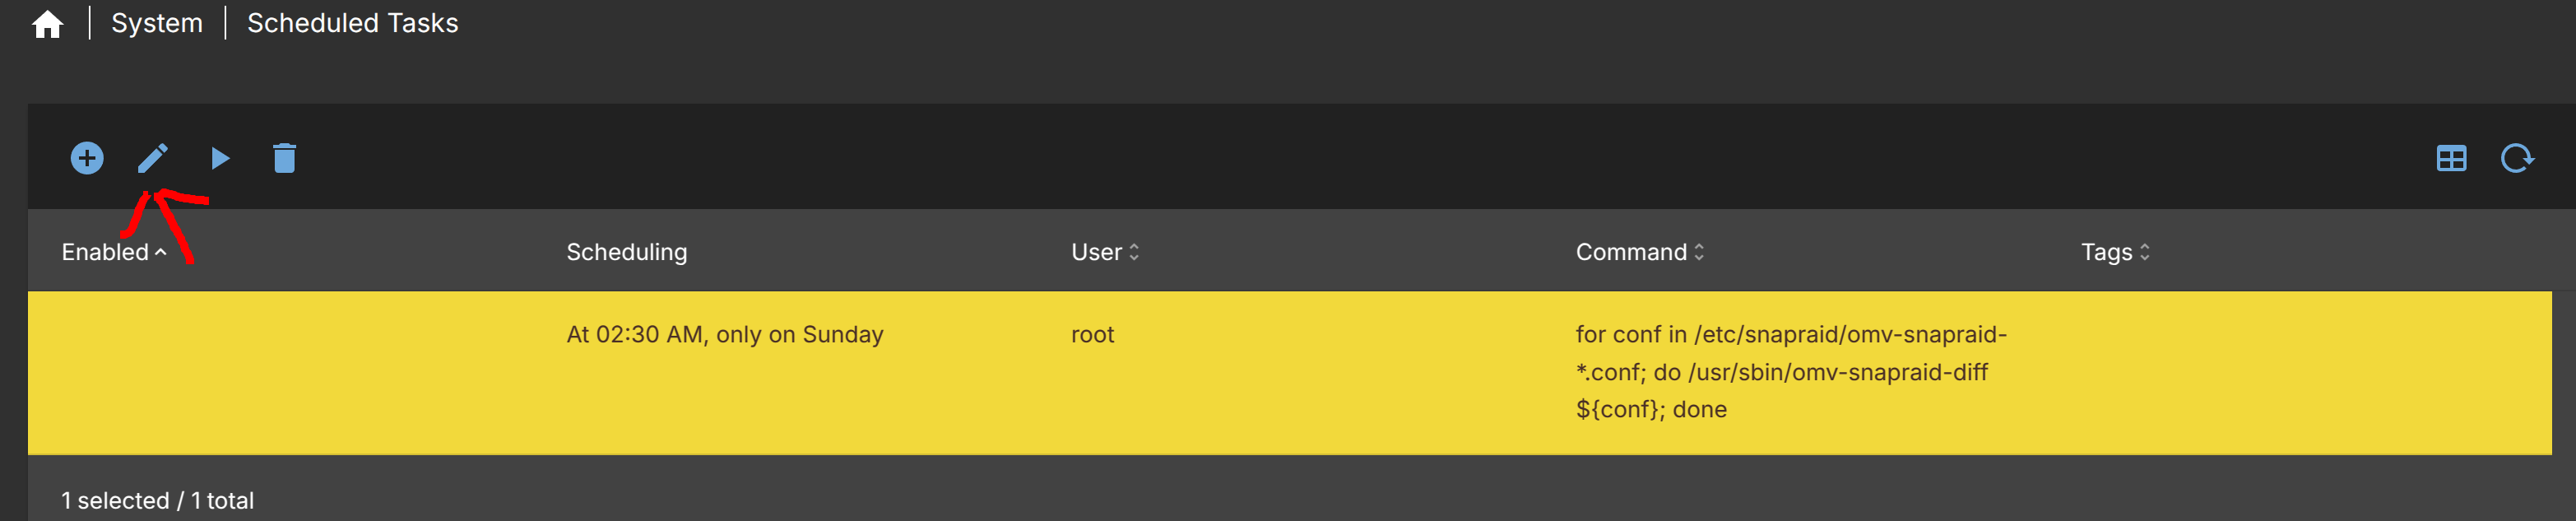 System | Scheduled Tasks
Enabled Scheduling User Command Tags
At 02:30 AM, only on Sunday root for conf in /etc/snapraid/omv-snapraid-
*.conf; do /usr/sbin/omv-snapraid-diff
${conf}; done
1 selected / 1 total